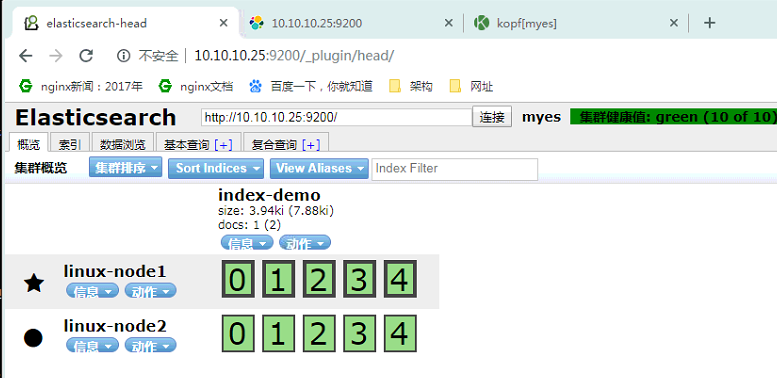 elasticsearch-head 10.10.10.25:9200 kopf[myes]
不安全 10.10.10.25:9200/_plugin/head/
nginx新闻：2017年 nginx文档 百度一下，你就知道 架构 网址
Elasticsearch http://10.10.10.25:9200/ 连接 myes 集群健康值: green (10 of 10)
概览 索引 数据浏览 基本查询 [+] 复合查询 [+]
集群概览 集群排序 Sort Indices View Aliases Index Filter
index-demo
size: 3.94ki (7.88ki)
docs: 1 (2)
信息 动作
linux-node1 0 1 2 3 4
信息 动作
linux-node2 0 1 2 3 4
信息 动作